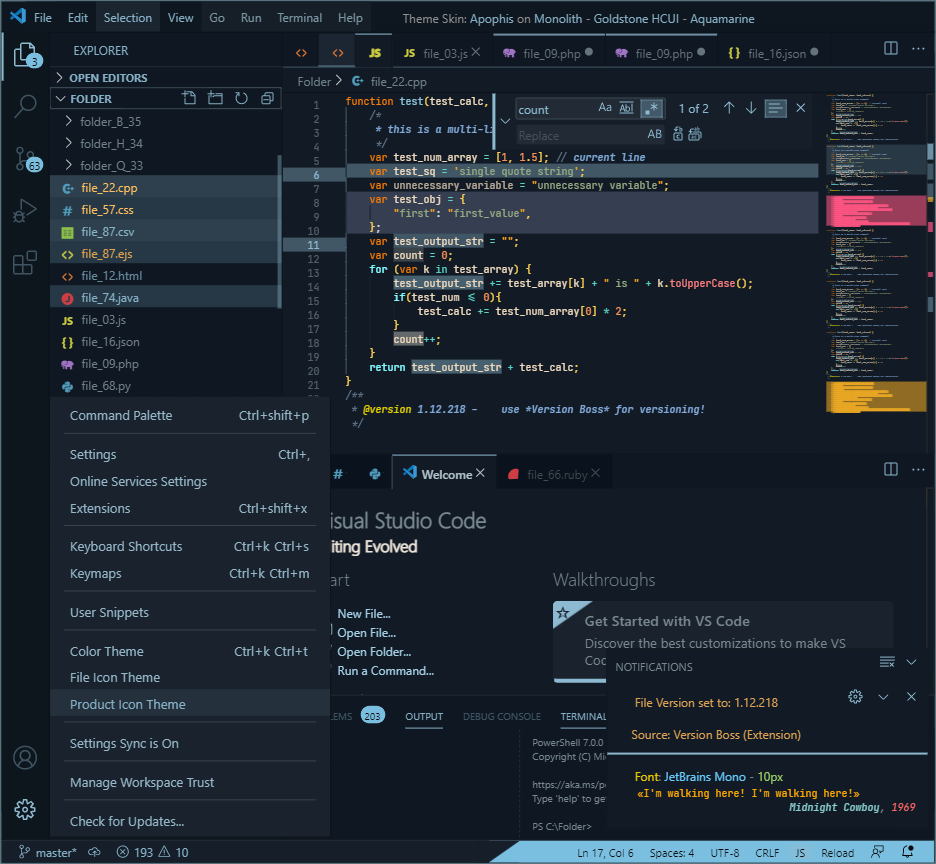 File Edit Selection View Go Run Terminal Help Theme Skin: Apophis on Monolith - Goldstone HCUI - Aquamarine
3
EXPLORER
JS file_03.js file_09.php file_09.php file_16.json
OPEN EDITORS
FOLDER
Folder > file_22.cpp
folder_B_35
folder_H_34
folder_Q_33
file_22.cpp
file_57.css
file_87.csv
file_87.ejs
file_12.html
file_74.java
file_03.js
file_16.json
file_09.php
file_68.py
63
count Aa Abl .* 1 of 2
Replace AB
1 function test(test_calc,
2 /*
3 * this is a multi-li
4 */
5 var test_num_array = [1, 1.5]; // current line
6 var test_sq = 'single quote string';
7 var unnecessary_variable = "unnecessary variable";
8 var test_obj = {
9 "first": "first_value",
10 };
11 var test_output_str = "";
12 var count = 0;
13 for (var k in test_array) {
14 test_output_str += test_array[k] + " is " + k.toUpperCase();
15 if(test_num ≤ 0){
16 test_calc += test_num_array[0] * 2;
17 }
18 count++;
19 }
20 return test_output_str + test_calc;
21 }
/**
* @version 1.12.218 - use *Version Boss* for versioning!
*/
Command Palette Ctrl+shift+p
Settings Ctrl+,
Online Services Settings
Extensions Ctrl+shift+x
Keyboard Shortcuts Ctrl+k Ctrl+s
Keymaps Ctrl+k Ctrl+m
User Snippets
Color Theme Ctrl+k Ctrl+t
File Icon Theme
Product Icon Theme
Settings Sync is On
Manage Workspace Trust
Check for Updates...
# Welcome file_66.ruby
isual Studio Code
iting Evolved
art
New File...
Open File...
Open Folder...
Run a Command...
Walkthroughs
Get Started with VS Code
Discover the best customizations to make VS
Coc
LEMS 203 OUTPUT DEBUG CONSOLE TERMINAL
PowerShell 7.0.0
Copyright (C) Mi
https://aka.ms/p
Type 'help' to ge
PS C:\Folder>
NOTIFICATIONS
File Version set to: 1.12.218
Source: Version Boss (Extension)
Font: JetBrains Mono - 10px
«I'm walking here! I'm walking here!»
Midnight Cowboy, 1969
master* 193 10 Ln 17, Col 6 Spaces: 4 UTF-8 CRLF JS Reload